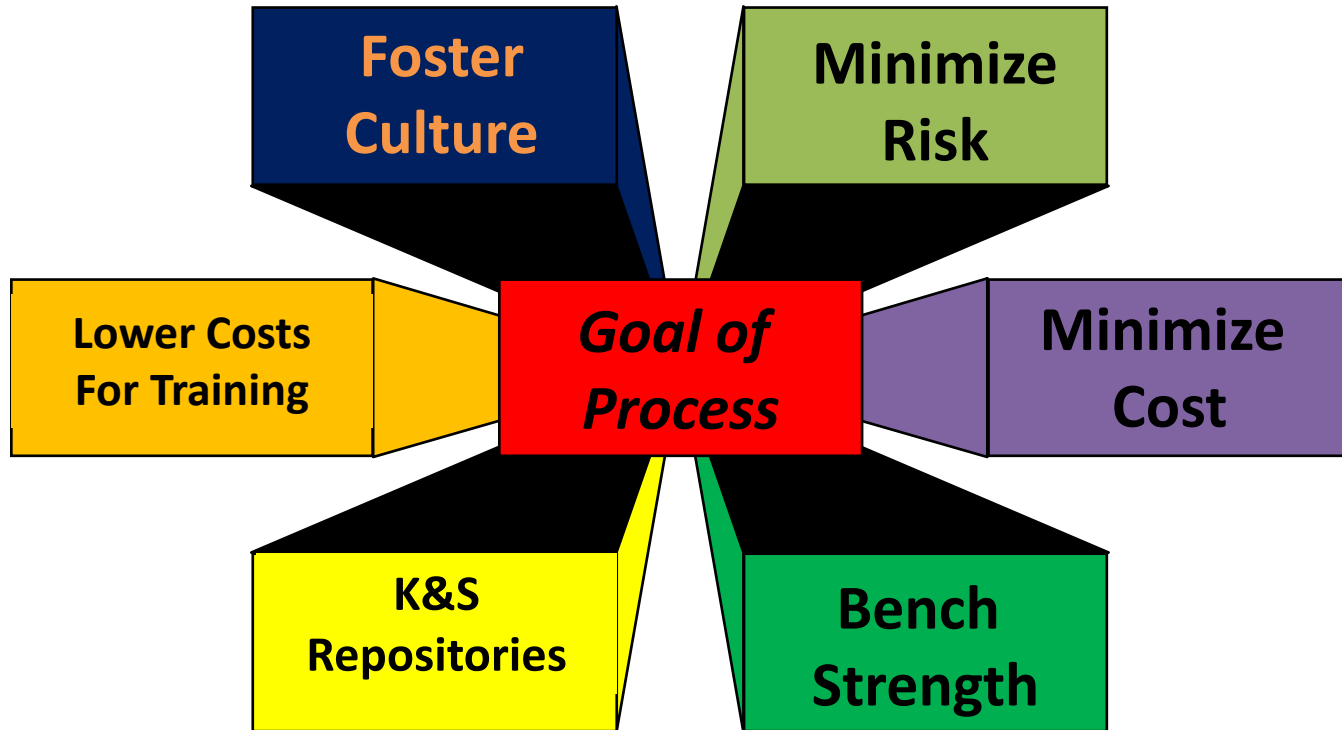 Foster
Culture
Minimize
Risk
Lower Costs
For Training
Goal of
Process
Minimize
Cost
K&S
Repositories
Bench
Strength